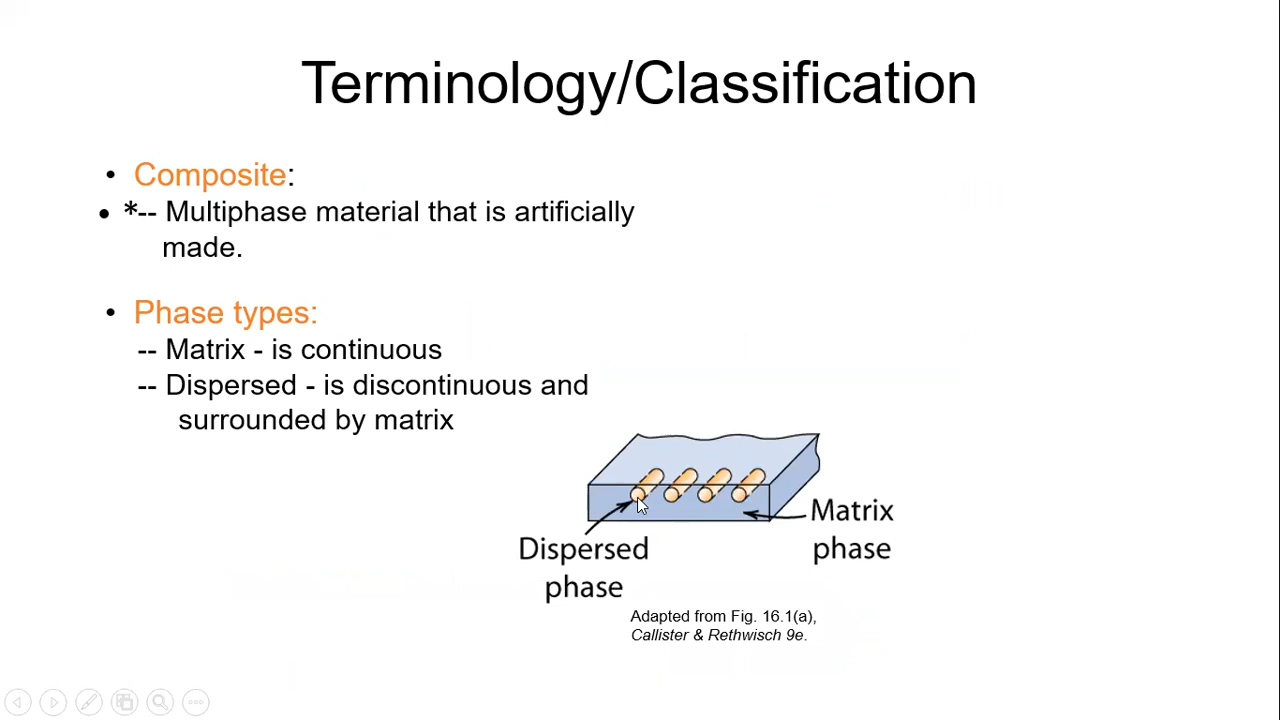 Terminology/Classification
• Composite:
• *-- Multiphase material that is artificially
made.
• Phase types:
-- Matrix - is continuous
-- Dispersed - is discontinuous and
surrounded by matrix
Matrix
phase
Dispersed
phase
Adapted from Fig. 16.1(a),
Callister & Rethwisch 9e.